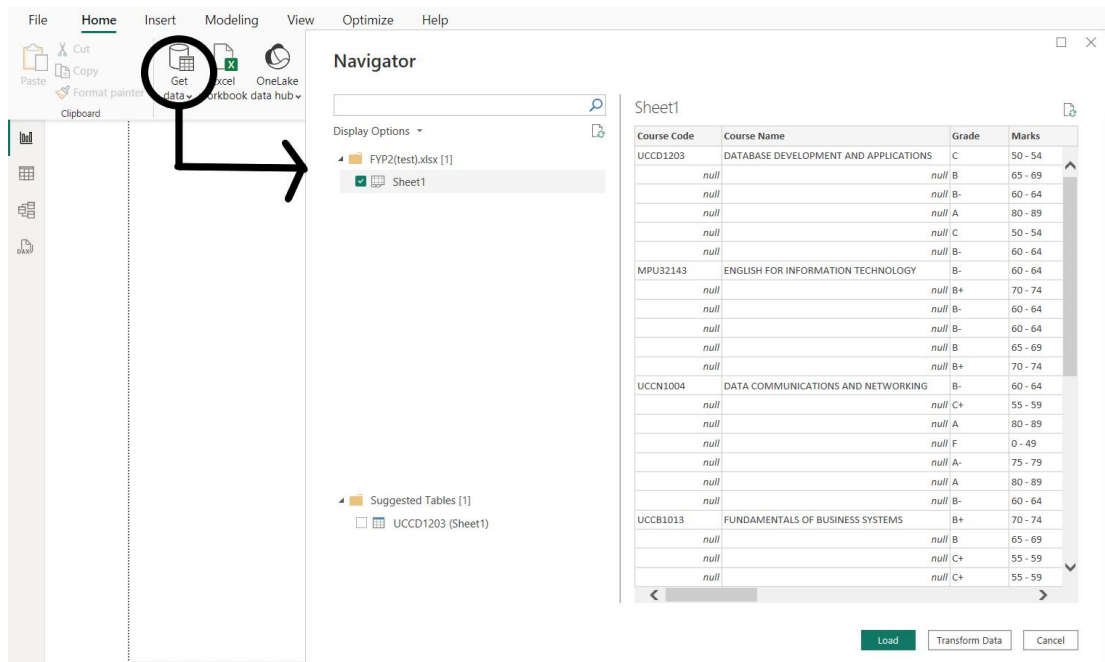 File Home Insert Modeling View Optimize Help
Paste
Cut
Copy
Format painter
Clipboard
Get data
Excel workbook
OneLake data hub
DAX
Navigator
Display Options
FYP2(test).xlsx [1]
Sheet1
Suggested Tables [1]
UCCD1203 (Sheet1)
Sheet1
Course Code Course Name Grade Marks
UCCD1203 DATABASE DEVELOPMENT AND APPLICATIONS C 50 - 54
null null B 65 - 69
null null B- 60 - 64
null null A 80 - 89
null null C 50 - 54
null null B- 60 - 64
MPU32143 ENGLISH FOR INFORMATION TECHNOLOGY B- 60 - 64
null null B+ 70 - 74
null null B- 60 - 64
null null B- 60 - 64
null null B 65 - 69
null null B+ 70 - 74
UCCN1004 DATA COMMUNICATIONS AND NETWORKING B- 60 - 64
null null C+ 55 - 59
null null A 80 - 89
null null F 0 - 49
null null A- 75 - 79
null null A 80 - 89
null null B- 60 - 64
UCCB1013 FUNDAMENTALS OF BUSINESS SYSTEMS B+ 70 - 74
null null B 65 - 69
null null C+ 55 - 59
null null C+ 55 - 59
Load Transform Data Cancel